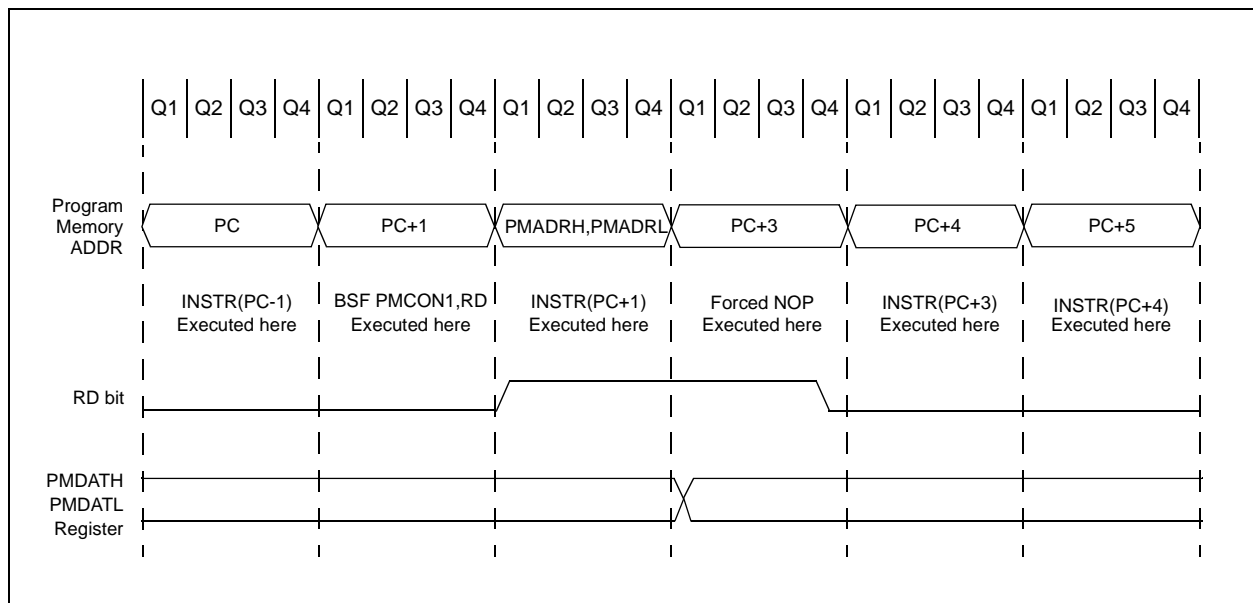 Q1 Q2 Q3 Q4 Q1 Q2 Q3 Q4 Q1 Q2 Q3 Q4 Q1 Q2 Q3 Q4 Q1 Q2 Q3 Q4 Q1 Q2 Q3 Q4
Program
Memory
ADDR
PC PC+1 PMADRH,PMADRL PC+3 PC+4 PC+5
INSTR(PC-1) BSF PMCON1,RD INSTR(PC+1) Forced NOP INSTR(PC+3) INSTR(PC+4)
Executed here Executed here Executed here Executed here Executed here Executed here
RD bit
PMDATH
PMDATL
Register